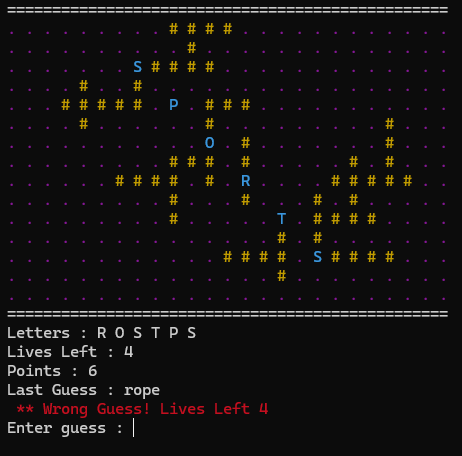 =================================================
. . . . . . . . . # # # # . . . . . . . . . . . .
. . . . . . . . . . # . . . . . . . . . . . . . .
. . . . . . . S # # # # . . . . . . . . . . . . .
. . . . # . . # . . . . . . . . . . . . . . . . .
. . . # # # # # . P . # # # . . . . . . . . . . .
. . . . # . . . . . . # . . . . . . . . . # . . .
. . . . . . . . . . . O . # . . . . . . . # . . .
. . . . . . . . . # # # . # . . . . . # . # . . .
. . . . . . # # # # . # . R . . . . # # # # # . .
. . . . . . . . . # . . . # . . . # . # . . . . .
. . . . . . . . . # . . . . . T . # # # # . . . .
. . . . . . . . . . . . . . . # . # . . . . . . .
. . . . . . . . . . . . # # # # . S # # # # . . .
. . . . . . . . . . . . . . . # . . . . . . . . .
. . . . . . . . . . . . . . . . . . . . . . . . .
=================================================
Letters : R O S T P S
Lives Left : 4
Points : 6
Last Guess : rope
** Wrong Guess! Lives Left 4
Enter guess :